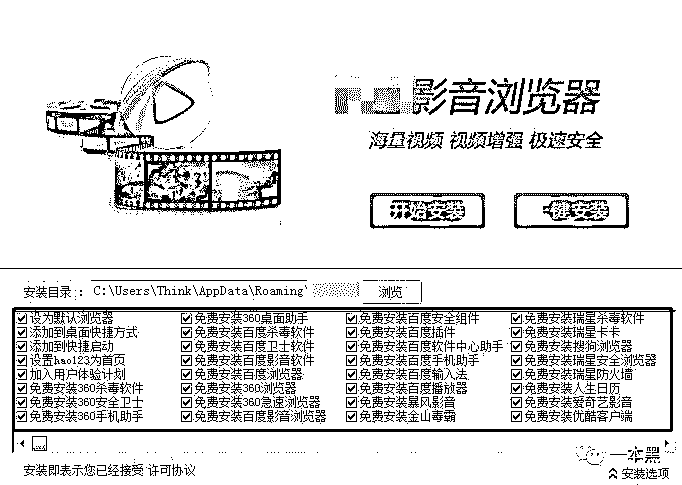 影音浏览器
海量视频 视频增强 极速安全
开始安装 一键安装
安装目录: C:\Users\Think\AppData\Roaming\ 浏览
设为默认浏览器 免费安装360桌面助手 免费安装百度安全组件 免费安装瑞星杀毒软件
添加到桌面快捷方式 免费安装百度杀毒软件 免费安装百度插件 免费安装瑞星卡卡
添加到快捷启动 免费安装百度卫士软件 免费安装百度软件中心助手 免费安装搜狗浏览器
设置hao123为首页 免费安装百度影音软件 免费安装百度手机助手 免费安装瑞星安全浏览器
加入用户体验计划 免费安装百度浏览器 免费安装百度输入法 免费安装瑞星防火墙
免费安装360杀毒软件 免费安装360浏览器 免费安装百度播放器 免费安装人生日历
免费安装360安全卫士 免费安装360急速浏览器 免费安装暴风影音 免费安装爱奇艺影音
免费安装360手机助手 免费安装百度影音浏览器 免费安装金山毒霸 免费安装优酷客户端
一本黑
安装即表示您已经接受 许可协议 安装选项